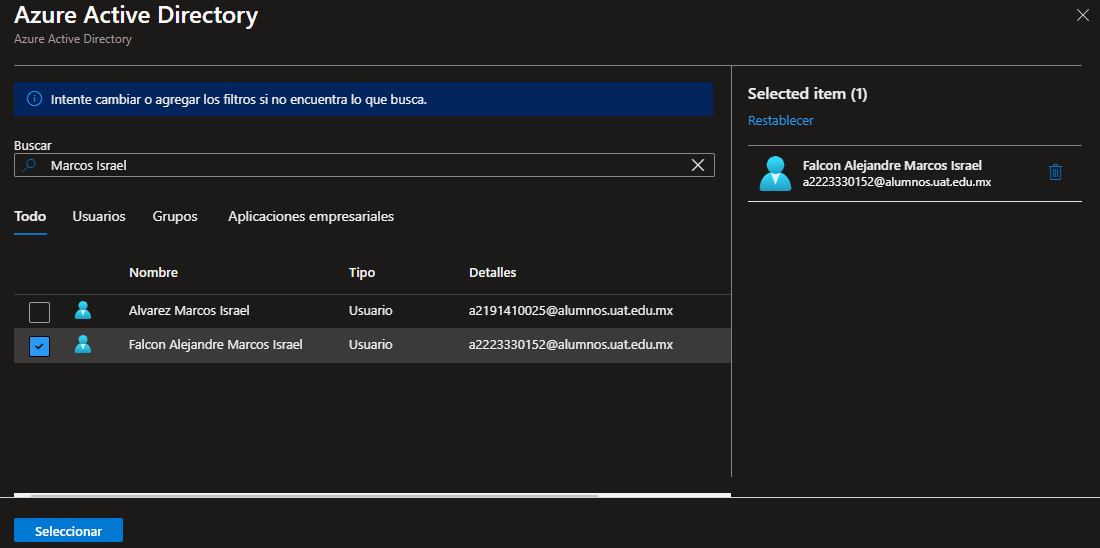 Azure Active Directory
Azure Active Directory
Intente cambiar o agregar los filtros si no encuentra lo que busca.
Buscar
Marcos Israel
Todo Usuarios Grupos Aplicaciones empresariales
Nombre Tipo Detalles
Alvarez Marcos Israel Usuario a2191410025@alumnos.uat.edu.mx
Falcon Alejandre Marcos Israel Usuario a2223330152@alumnos.uat.edu.mx
Seleccionar
Selected item (1)
Restablecer
Falcon Alejandre Marcos Israel
a2223330152@alumnos.uat.edu.mx